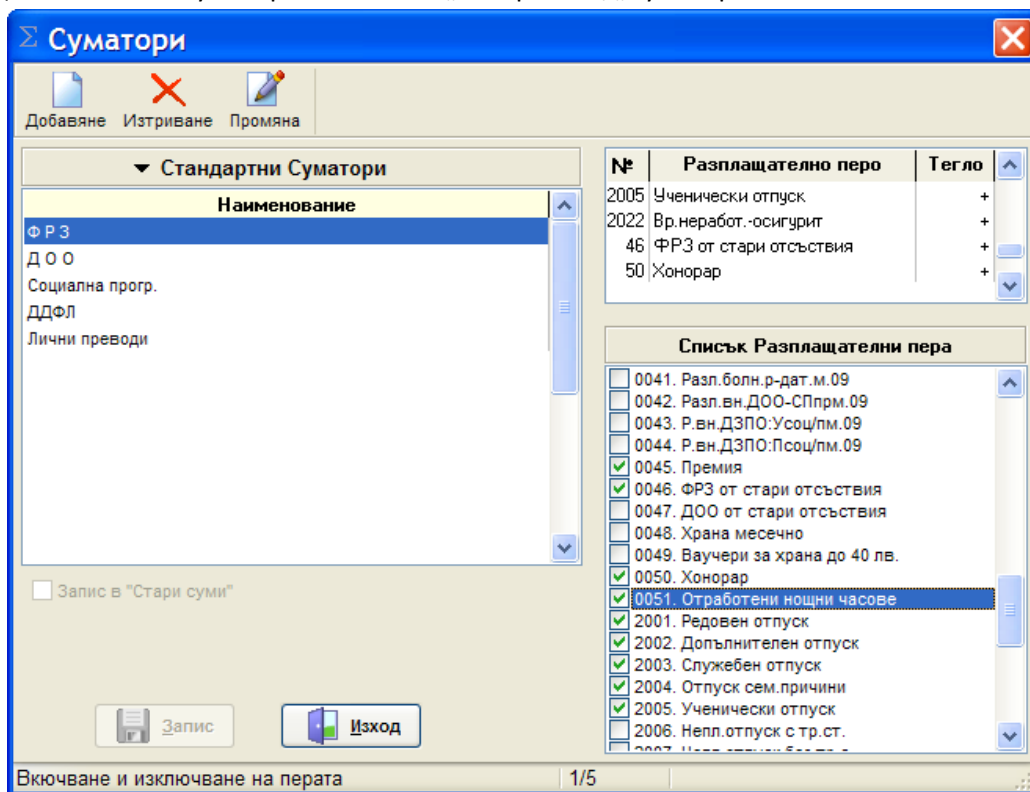 Σ Суматори
Добавяне Изтриване Промяна
Стандартни Суматори
Наименование
Ф Р З
Д О О
Социална прогр.
ДДФЛ
Лични преводи
Запис в "Стари суми"
Запис Изход
№ Разплащателно перо Тегло
2005 Ученически отпуск +
2022 Вр.неработ.-осигурит +
46 ФРЗ от стари отсъствия +
50 Хонорар +
Списък Разплащателни пера
0041. Разл.болн.р-дат.м.09
0042. Разл.вн.ДОО-СПпрм.09
0043. Р.вн.ДЗПО:Усоц/пм.09
0044. Р.вн.ДЗПО:Псоц/пм.09
0045. Премия
0046. ФРЗ от стари отсъствия
0047. ДОО от стари отсъствия
0048. Храна месечно
0049. Ваучери за храна до 40 лв.
0050. Хонорар
0051. Отработени нощни часове
2001. Редовен отпуск
2002. Допълнителен отпуск
2003. Служебен отпуск
2004. Отпуск сем.причини
2005. Ученически отпуск
2006. Непл.отпуск с тр.ст.
Вкючване и изключване на перата 1/5